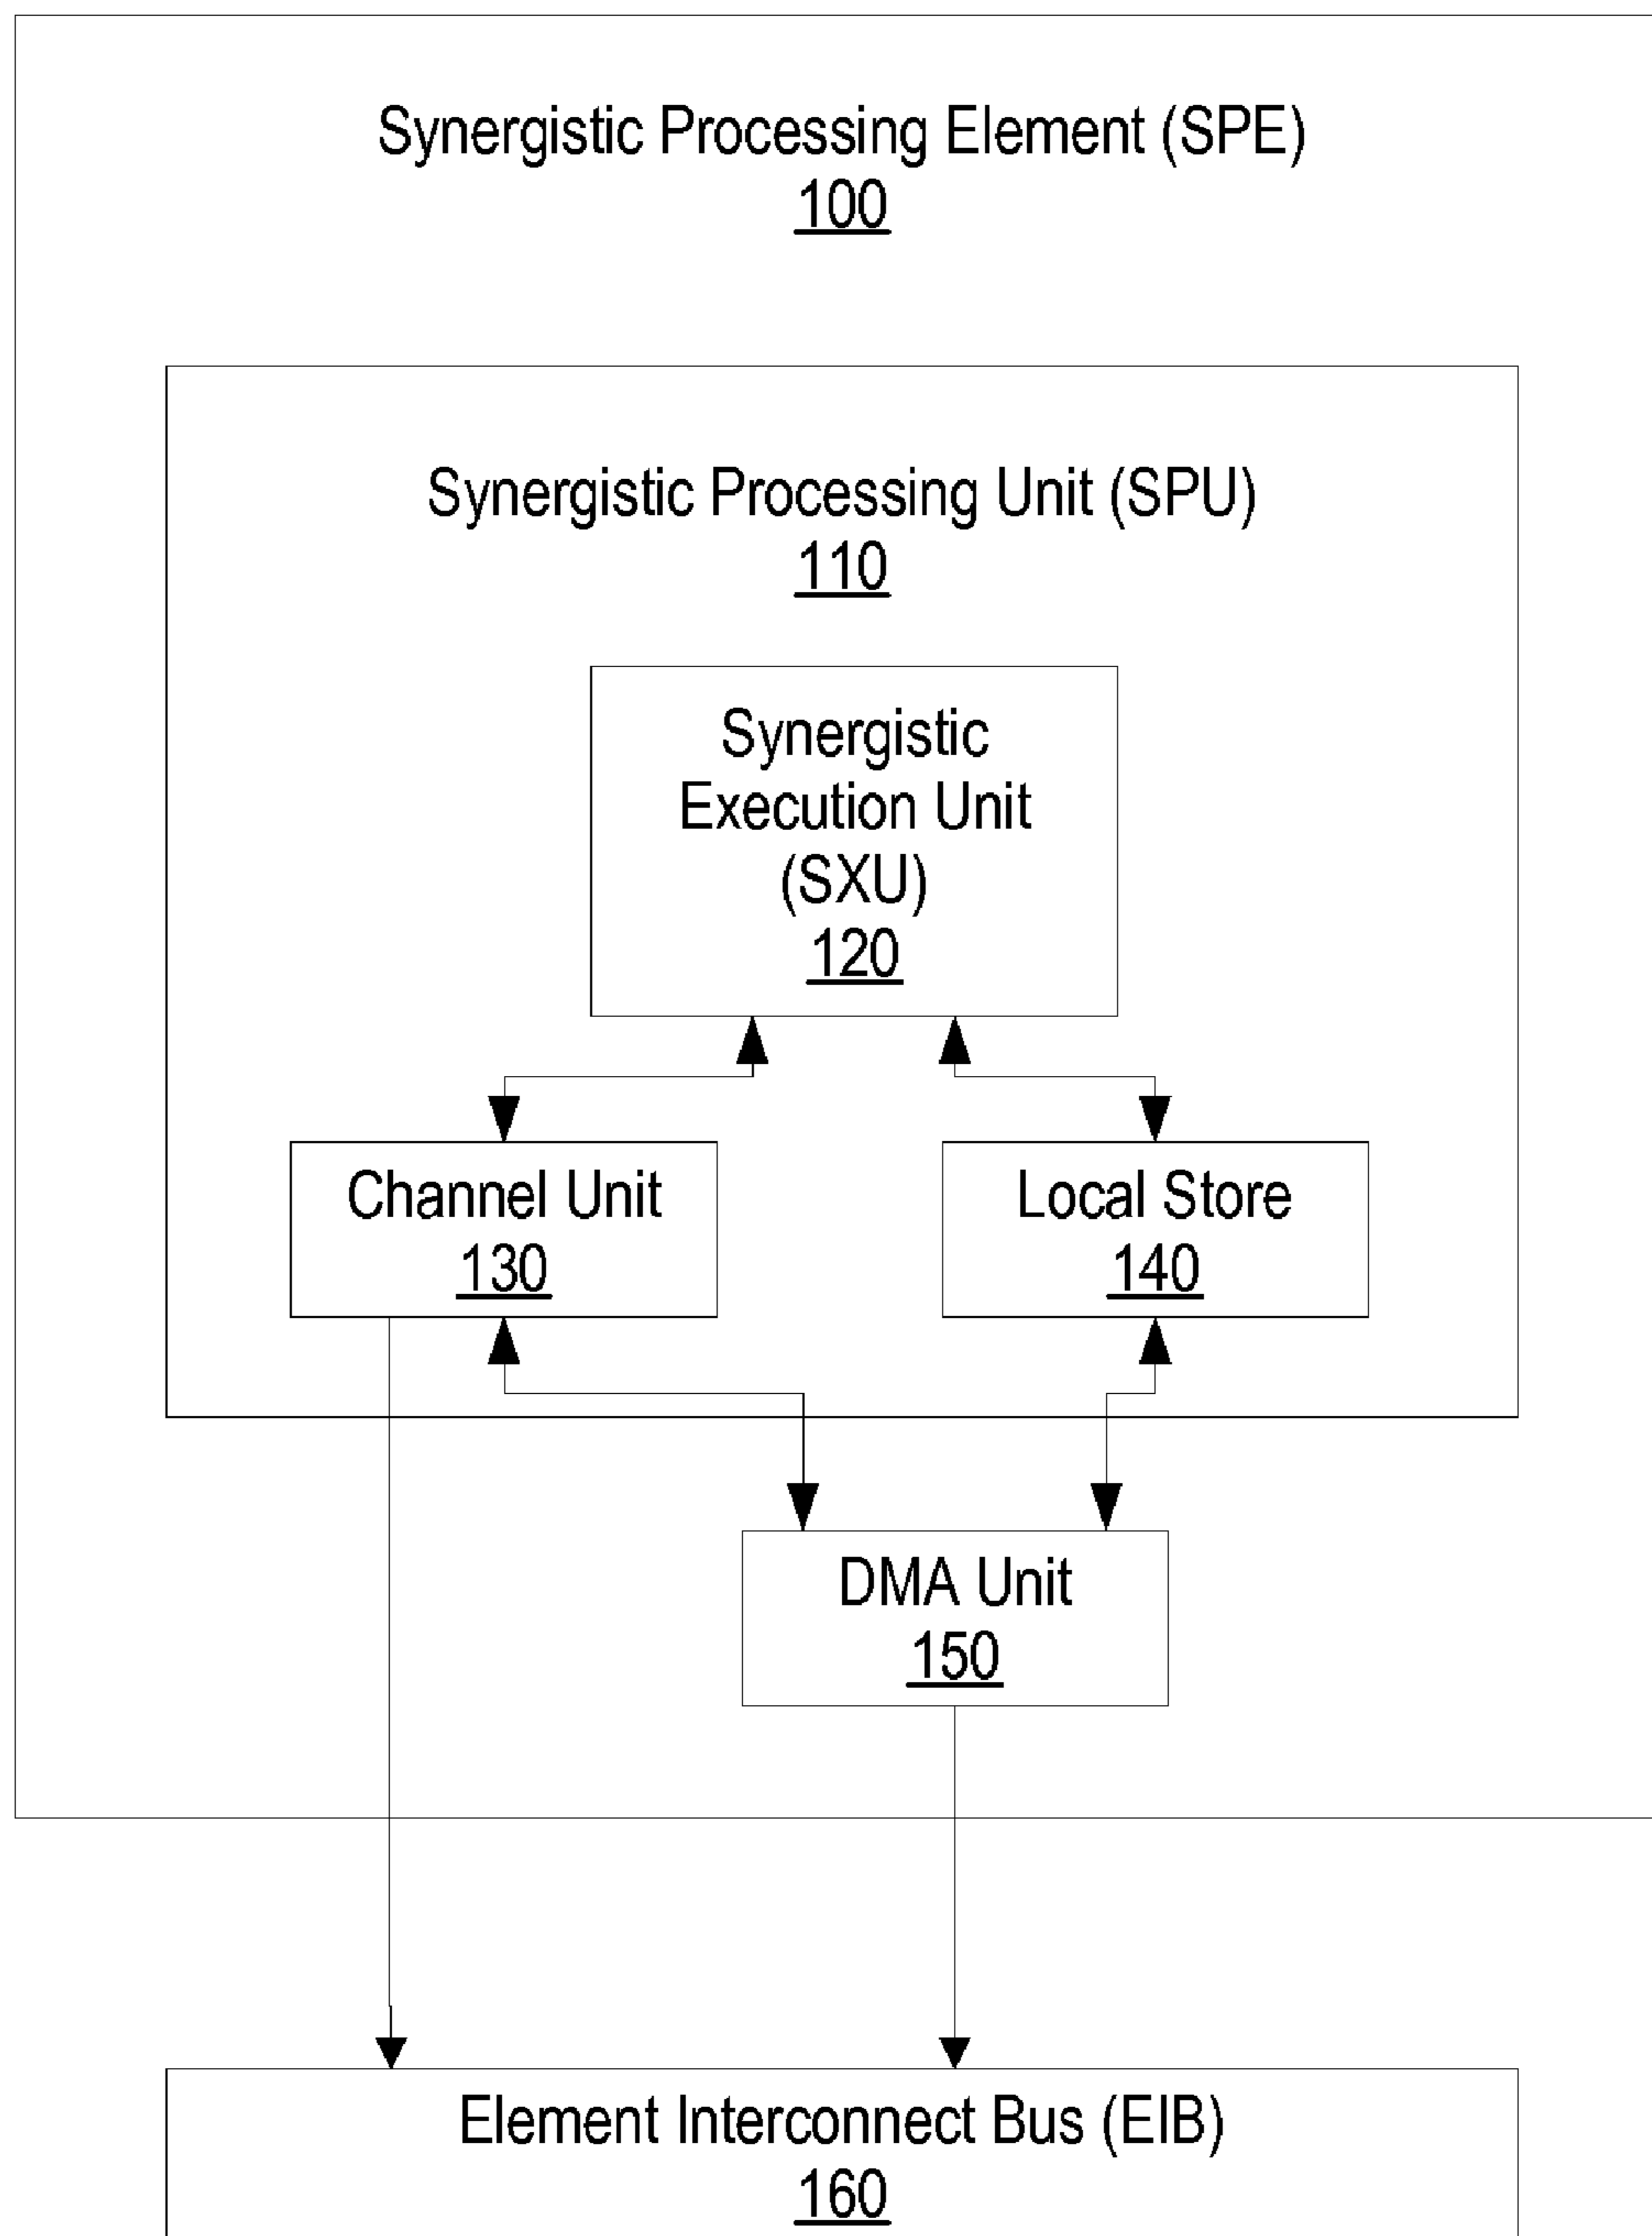 Synergistic Processing Element (SPE)
100
Synergistic Processing Unit (SPU)
110
Synergistic
Execution Unit
(SXU)
120
Channel Unit
130
Local Store
140
DMA Unit
150
Element Interconnect Bus (EIB)
160